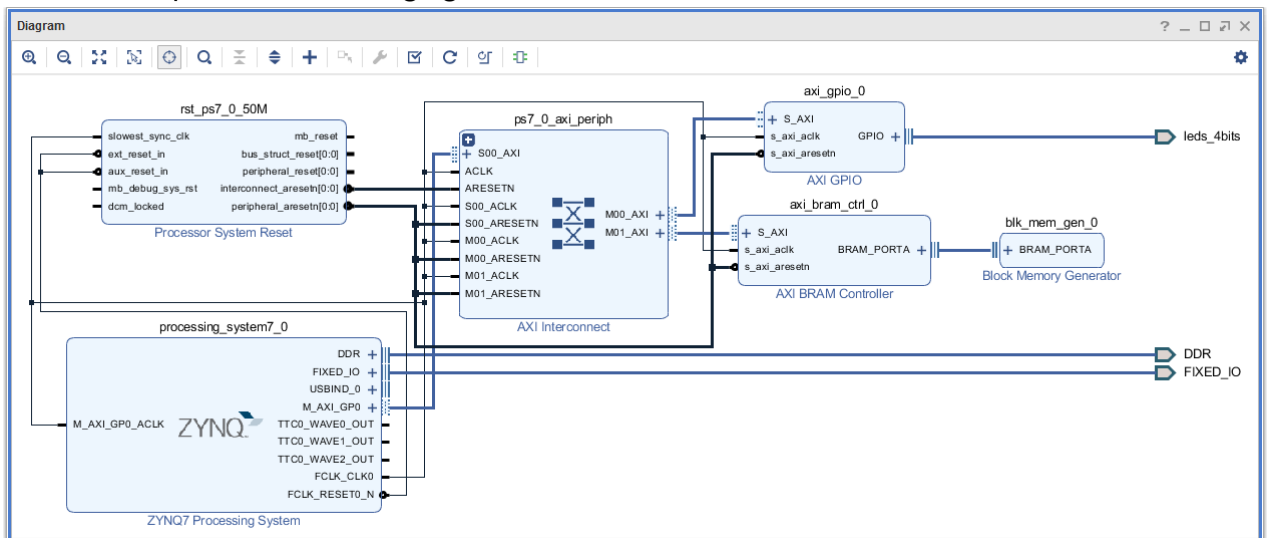 Diagram
rst_ps7_0_50M
slowest_sync_clk
ext_reset_in
aux_reset_in
mb_debug_sys_rst
dcm_locked
mb_reset
bus_struct_reset[0:0]
peripheral_reset[0:0]
interconnect_aresetn[0:0]
peripheral_aresetn[0:0]
Processor System Reset
ps7_0_axi_periph
S00_AXI
ACLK
ARESETN
S00_ACLK
S00_ARESETN
M00_ACLK
M00_ARESETN
M01_ACLK
M01_ARESETN
M00_AXI
M01_AXI
AXI Interconnect
axi_gpio_0
S_AXI
s_axi_aclk
s_axi_aresetn
GPIO
AXI GPIO
leds_4bits
axi_bram_ctrl_0
S_AXI
s_axi_aclk
s_axi_aresetn
BRAM_PORTA
AXI BRAM Controller
blk_mem_gen_0
BRAM_PORTA
Block Memory Generator
processing_system7_0
M_AXI_GP0_ACLK
ZYNQ
DDR
FIXED_IO
USBIND_0
M_AXI_GP0
TTC0_WAVE0_OUT
TTC0_WAVE1_OUT
TTC0_WAVE2_OUT
FCLK_CLK0
FCLK_RESET0_N
ZYNQ7 Processing System
DDR
FIXED_IO